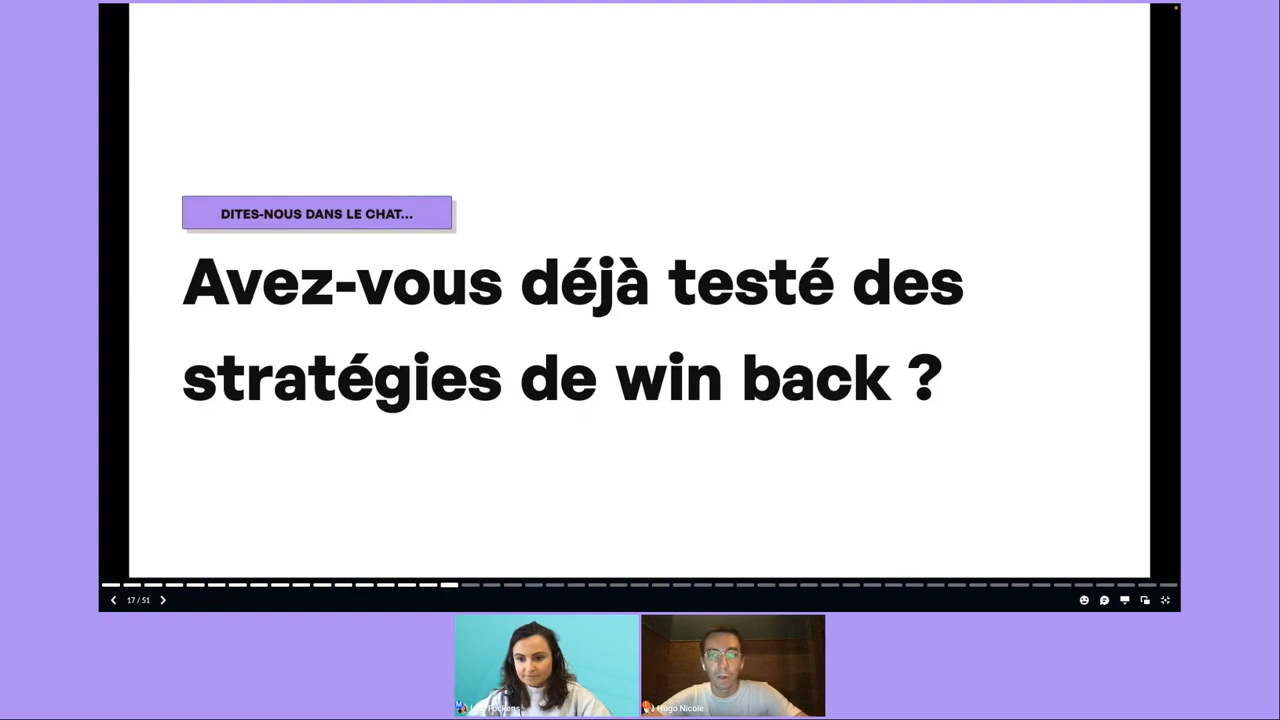 DITES-NOUS DANS LE CHAT...
Avez-vous déjà testé des
stratégies de win back ?
17 / 51
Hugo Nicole